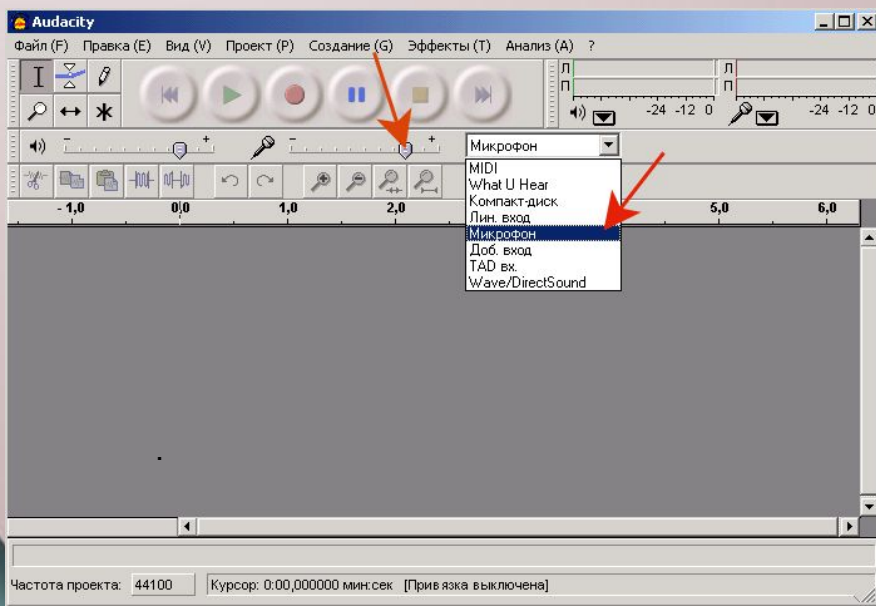 Audacity
Файл (F) Правка (E) Вид (V) Проект (P) Создание (G) Эффекты (T) Анализ (A) ?
Л
П
-24 -12 0
Л
П
-24 -12 0
- +
- +
Микрофон
MIDI
What U Hear
Компакт-диск
Лин. вход
Микрофон
Доб. вход
TAD вх.
Wave/DirectSound
- 1,0 0,0 1,0 2,0 5,0 6,0
Частота проекта: 44100 Курсор: 0:00,000000 мин:сек [Привязка выключена]